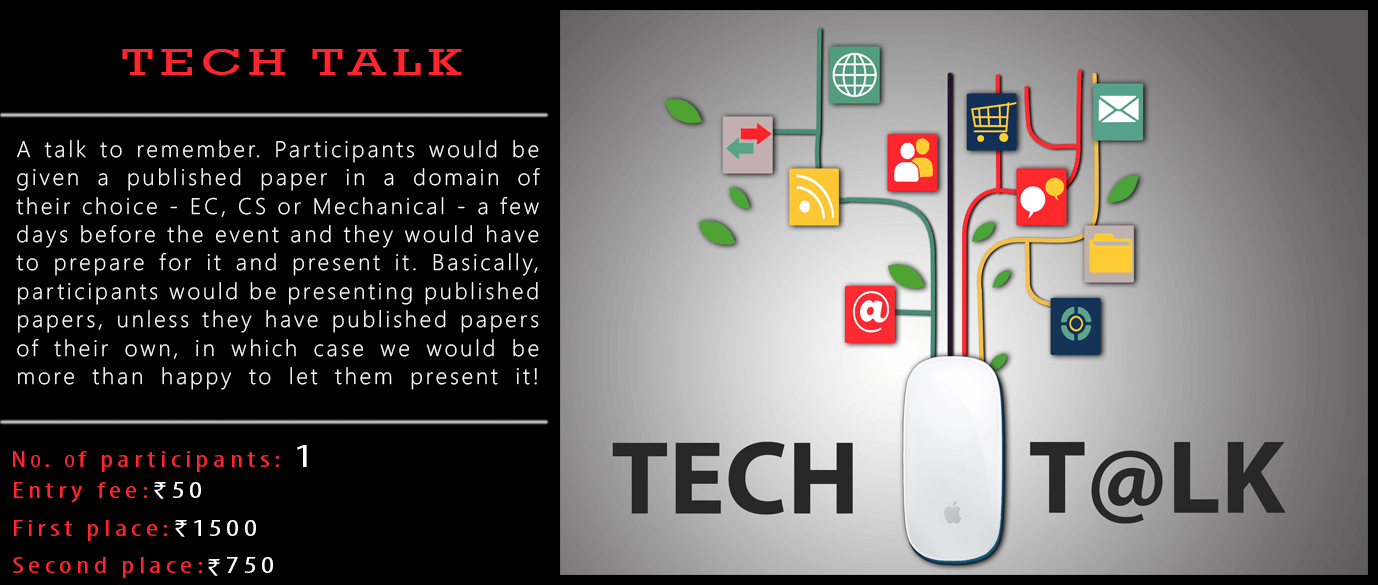 TECH TALK
A talk to remember. Participants would be
given a published paper in a domain of
their choice - EC, CS or Mechanical - a few
days before the event and they would have
to prepare for it and present it. Basically,
participants would be presenting published
papers, unless they have published papers
of their own, in which case we would be
more than happy to let them present it!
No. of participants: 1
Entry fee:₹50
First place:₹1500
Second place:₹750
@
TECH T@LK